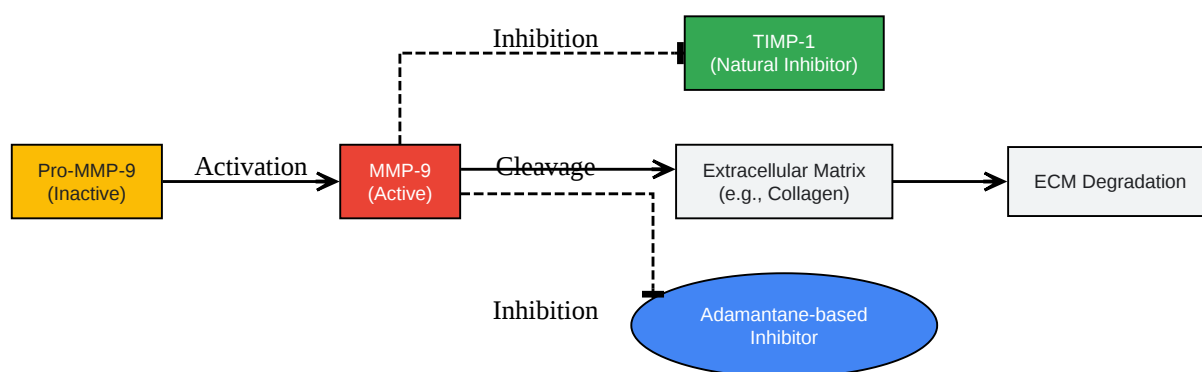 Inhibition
TIMP-1
(Natural Inhibitor)
Pro-MMP-9
(Inactive)
Activation
MMP-9
(Active)
Cleavage
Extracellular Matrix
(e.g., Collagen)
ECM Degradation
Inhibition
Adamantane-based
Inhibitor